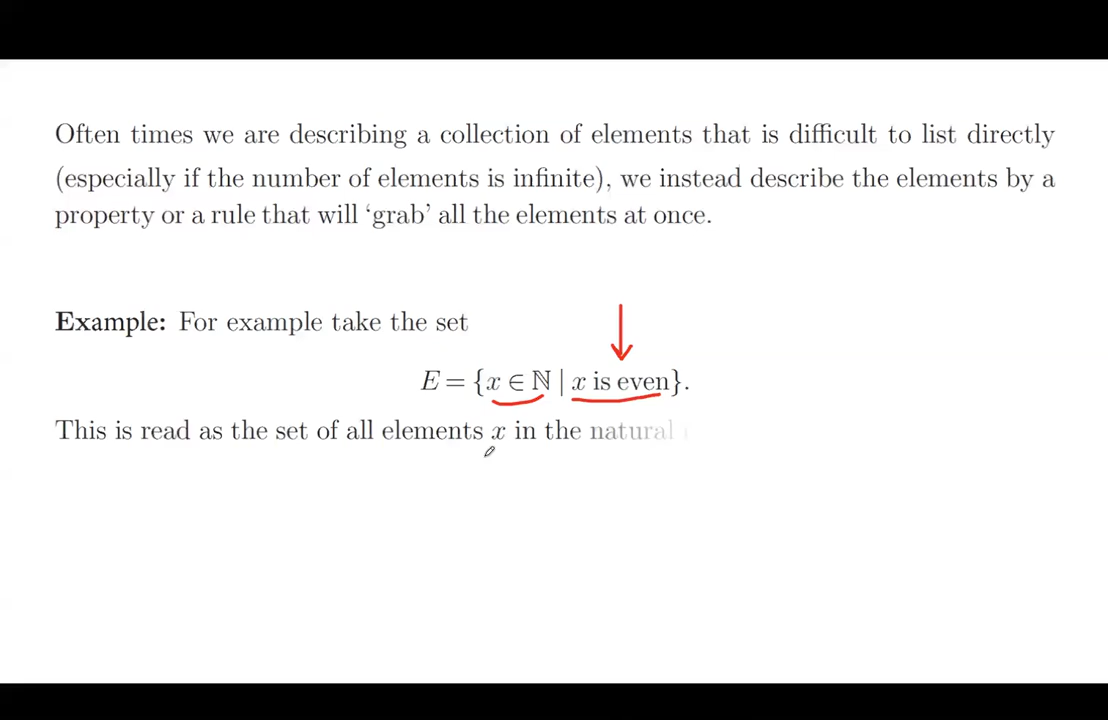 Often times we are describing a collection of elements that is difficult to list directly
(especially if the number of elements is infinite), we instead describe the elements by a
property or a rule that will ‘grab’ all the elements at once.
Example: For example take the set
E = {x ∈ ℕ | x is even}.
This is read as the set of all elements x in the natural